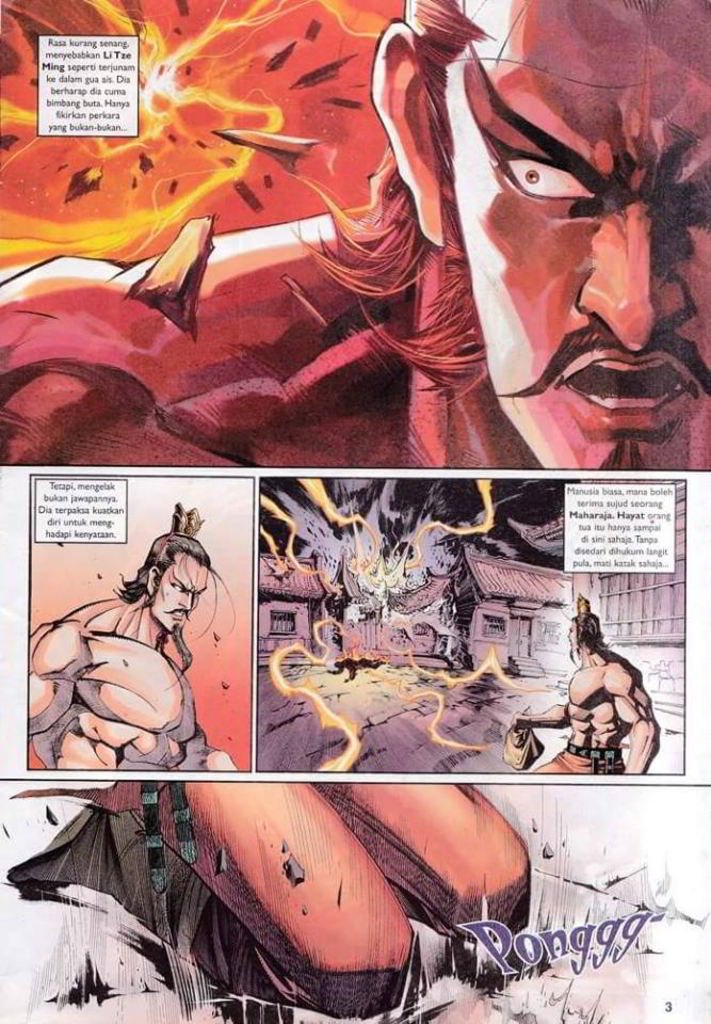 Rasa kurang senang,
menyebabkan Li Tze
Ming seperti terjunam
ke dalam gua ais. Dia
berharap dia cuma
bimbang buta. Hanya
fikirkan perkara
yang bukan-bukan...
Tetapi, mengelak
bukan jawapannya.
Dia terpaksa kuatkan
diri untuk meng-
hadapi kenyataan.
Manusia biasa, mana boleh
terima sujud seorang
Maharaja. Hayat orang
tua itu hanya sampai
di sini sahaja. Tanpa
disedari dihukum langit
pula, mati katak sahaja...
Ponggg-
3